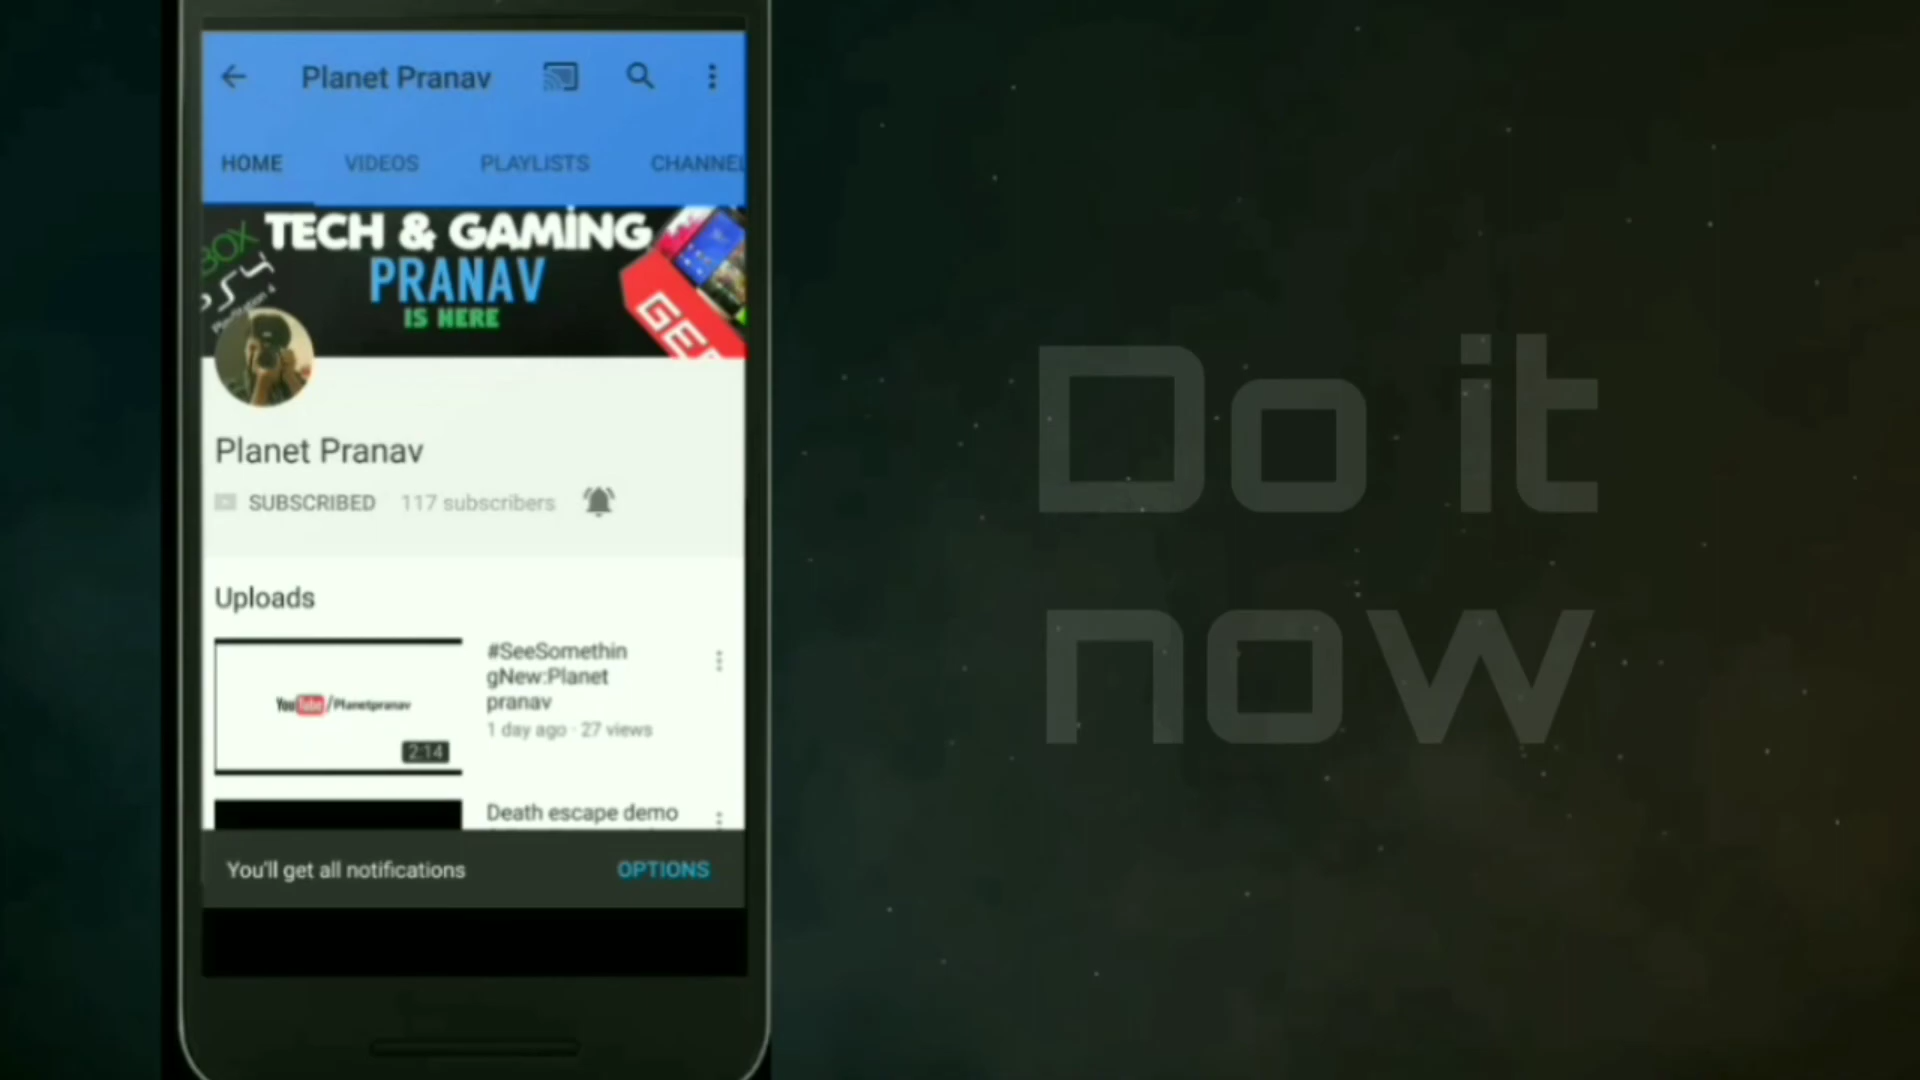 Planet Pranav
HOME VIDEOS PLAYLISTS CHANNEL
TECH & GAMING
PRANAV
IS HERE
Planet Pranav
SUBSCRIBED 117 subscribers
Uploads
#SeeSomethin
gNew:Planet
pranav
1 day ago · 27 views
YouTube/Planetpranav
2:14
Death escape demo
You'll get all notifications OPTIONS
Do it
now